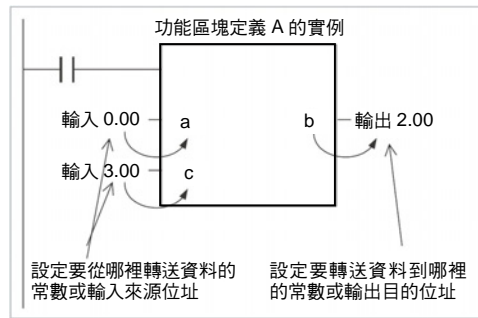 功能區塊定義 A 的實例
輸入 0.00
a
b
輸出 2.00
輸入 3.00
c
設定要從哪裡轉送資料的
常數或輸入來源位址
設定要轉送資料到哪裡
的常數或輸出目的位址